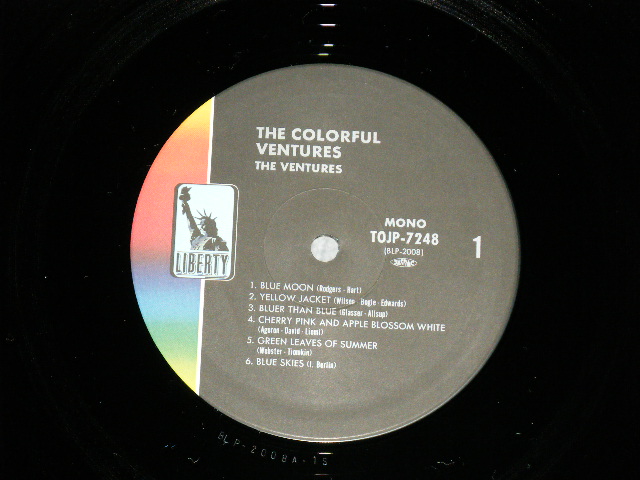 THE COLORFUL
VENTURES
THE VENTURES
LIBERTY
MONO
TOJP-7248
(BLP-2008)
1
1. BLUE MOON (Rodgers - Hart)
2. YELLOW JACKET (Wilson - Bogle - Edwards)
3. BLUER THAN BLUE (Glasser - Allsup)
4. CHERRY PINK AND APPLE BLOSSOM WHITE
- David -
5. GREEN LEAVES OF SUMMER
(Webster - Tiomkin)
6. BLUE SKIES (I. Berlin)
BLP-2008A-1S